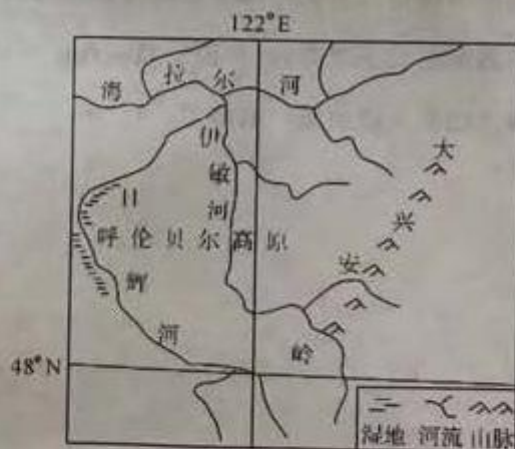 122°E
海拉尔河
伊敏河
大兴安岭
呼伦贝尔高原
辉河
48°N
湿地 河流 山脉